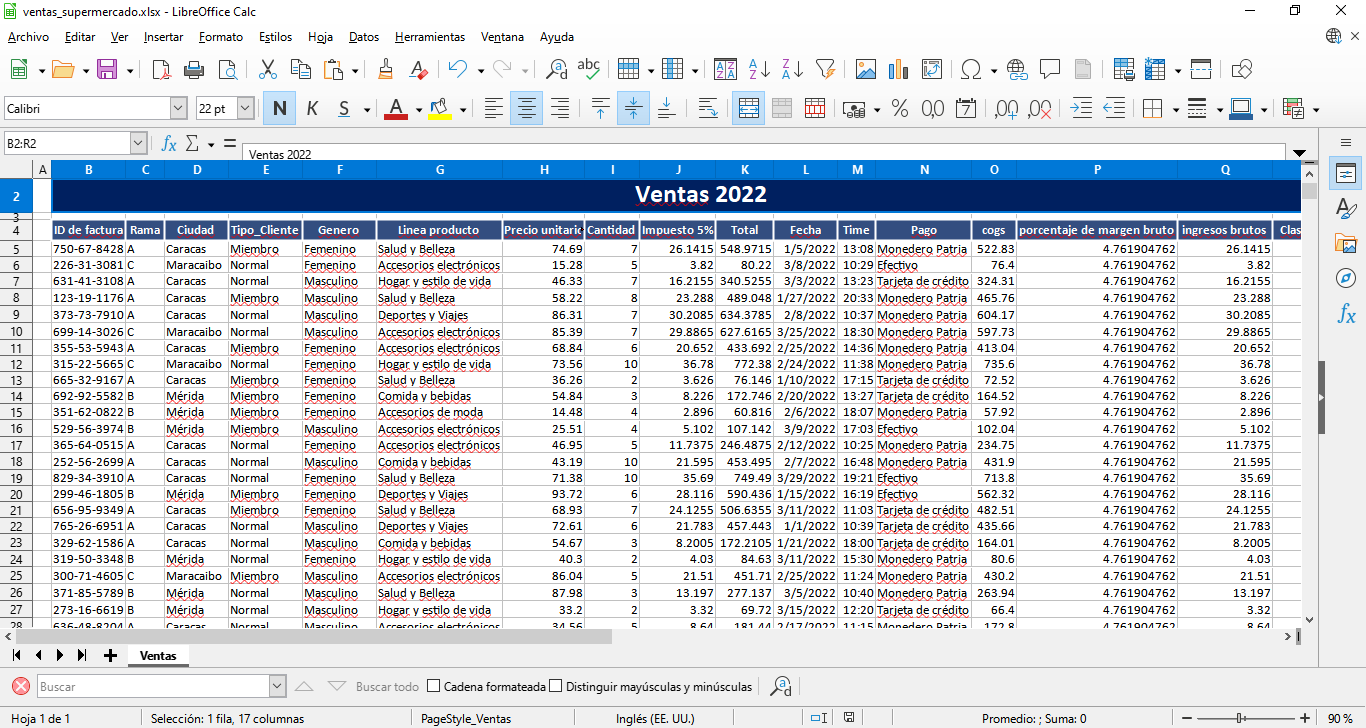 ventas_supermercado.xlsx - LibreOffice Calc
Archivo Editar Ver Insertar Formato Estilos Hoja Datos Herramientas Ventana Ayuda
Calibri 22 pt N K S
B2:R2 Ventas 2022
A B C D E F G H I J K L M N O P Q
2 Ventas 2022
3
4 ID de factura Rama Ciudad Tipo_Cliente Genero Linea producto Precio unitario Cantidad Impuesto 5% Total Fecha Time Pago cogs porcentaje de margen bruto ingresos brutos Clas
5 750-67-8428 A Caracas Miembro Femenino Salud y Belleza 74.69 7 26.1415 548.9715 1/5/2022 13:08 Monedero Patria 522.83 4.761904762 26.1415
6 226-31-3081 C Maracaibo Normal Femenino Accesorios electrónicos 15.28 5 3.82 80.22 3/8/2022 10:29 Efectivo 76.4 4.761904762 3.82
7 631-41-3108 A Caracas Normal Masculino Hogar y estilo de vida 46.33 7 16.2155 340.5255 3/3/2022 13:23 Tarjeta de crédito 324.31 4.761904762 16.2155
8 123-19-1176 A Caracas Miembro Masculino Salud y Belleza 58.22 8 23.288 489.048 1/27/2022 20:33 Monedero Patria 465.76 4.761904762 23.288
9 373-73-7910 A Caracas Normal Masculino Deportes y Viajes 86.31 7 30.2085 634.3785 2/8/2022 10:37 Monedero Patria 604.17 4.761904762 30.2085
10 699-14-3026 C Maracaibo Normal Masculino Accesorios electrónicos 85.39 7 29.8865 627.6165 3/25/2022 18:30 Monedero Patria 597.73 4.761904762 29.8865
11 355-53-5943 A Caracas Miembro Femenino Accesorios electrónicos 68.84 6 20.652 433.692 2/25/2022 14:36 Monedero Patria 413.04 4.761904762 20.652
12 315-22-5665 C Maracaibo Normal Femenino Hogar y estilo de vida 73.56 10 36.78 772.38 2/24/2022 11:38 Monedero Patria 735.6 4.761904762 36.78
13 665-32-9167 A Caracas Miembro Femenino Salud y Belleza 36.26 2 3.626 76.146 1/10/2022 17:15 Tarjeta de crédito 72.52 4.761904762 3.626
14 692-92-5582 B Mérida Miembro Femenino Comida y bebidas 54.84 3 8.226 172.746 2/20/2022 13:27 Tarjeta de crédito 164.52 4.761904762 8.226
15 351-62-0822 B Mérida Miembro Femenino Accesorios de moda 14.48 4 2.896 60.816 2/6/2022 18:07 Monedero Patria 57.92 4.761904762 2.896
16 529-56-3974 B Mérida Miembro Masculino Accesorios electrónicos 25.51 4 5.102 107.142 3/9/2022 17:03 Efectivo 102.04 4.761904762 5.102
17 365-64-0515 A Caracas Normal Femenino Accesorios electrónicos 46.95 5 11.7375 246.4875 2/12/2022 10:25 Monedero Patria 234.75 4.761904762 11.7375
18 252-56-2699 A Caracas Normal Masculino Comida y bebidas 43.19 10 21.595 453.495 2/7/2022 16:48 Monedero Patria 431.9 4.761904762 21.595
19 829-34-3910 A Caracas Normal Femenino Salud y Belleza 71.38 10 35.69 749.49 3/29/2022 19:21 Efectivo 713.8 4.761904762 35.69
20 299-46-1805 B Mérida Miembro Femenino Deportes y Viajes 93.72 6 28.116 590.436 1/15/2022 16:19 Efectivo 562.32 4.761904762 28.116
21 656-95-9349 A Caracas Miembro Femenino Salud y Belleza 68.93 7 24.1255 506.6355 3/11/2022 11:03 Tarjeta de crédito 482.51 4.761904762 24.1255
22 765-26-6951 A Caracas Normal Masculino Deportes y Viajes 72.61 6 21.783 457.443 1/1/2022 10:39 Tarjeta de crédito 435.66 4.761904762 21.783
23 329-62-1586 A Caracas Normal Masculino Comida y bebidas 54.67 3 8.2005 172.2105 1/21/2022 18:00 Tarjeta de crédito 164.01 4.761904762 8.2005
24 319-50-3348 B Mérida Normal Femenino Hogar y estilo de vida 40.3 2 4.03 84.63 3/11/2022 15:30 Monedero Patria 80.6 4.761904762 4.03
25 300-71-4605 C Maracaibo Miembro Masculino Accesorios electrónicos 86.04 5 21.51 451.71 2/25/2022 11:24 Monedero Patria 430.2 4.761904762 21.51
26 371-85-5789 B Mérida Normal Masculino Salud y Belleza 87.98 3 13.197 277.137 3/5/2022 10:40 Monedero Patria 263.94 4.761904762 13.197
27 273-16-6619 B Mérida Normal Masculino Hogar y estilo de vida 33.2 2 3.32 69.72 3/15/2022 12:20 Tarjeta de crédito 66.4 4.761904762 3.32
28 636-48-8204 A Caracas Normal Masculino Accesorios electrónicos 34.56 5 8.64 181.44 2/17/2022 11:15 Monedero Patria 172.8 4.761904762 8.64
Ventas
Buscar Buscar todo Cadena formateada Distinguir mayúsculas y minúsculas
Hoja 1 de 1 Selección: 1 fila, 17 columnas PageStyle_Ventas Inglés (EE. UU.) Promedio: ; Suma: 0 90 %